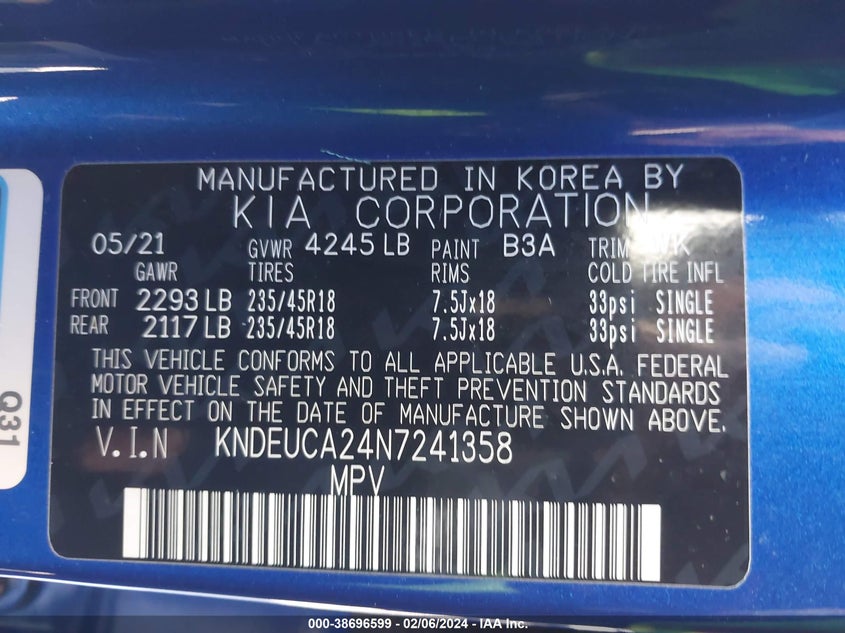 MANUFACTURED IN KOREA BY
KIA CORPORATION
05/21 GVWR 4245 LB PAINT B3A TRIM
GAWR TIRES RIMS COLD TIRE INFL
FRONT 2293 LB 235/45R18 7.5Jx18 33psi SINGLE
REAR 2117 LB 235/45R18 7.5Jx18 33psi SINGLE
THIS VEHICLE CONFORMS TO ALL APPLICABLE U.S.A. FEDERAL
MOTOR VEHICLE SAFETY AND THEFT PREVENTION STANDARDS
IN EFFECT ON THE DATE OF MANUFACTURE SHOWN ABOVE.
V.I.N KNDEUCA24N7241358
MPV
Q31
000-38696599 - 02/06/2024 - IAA Inc.